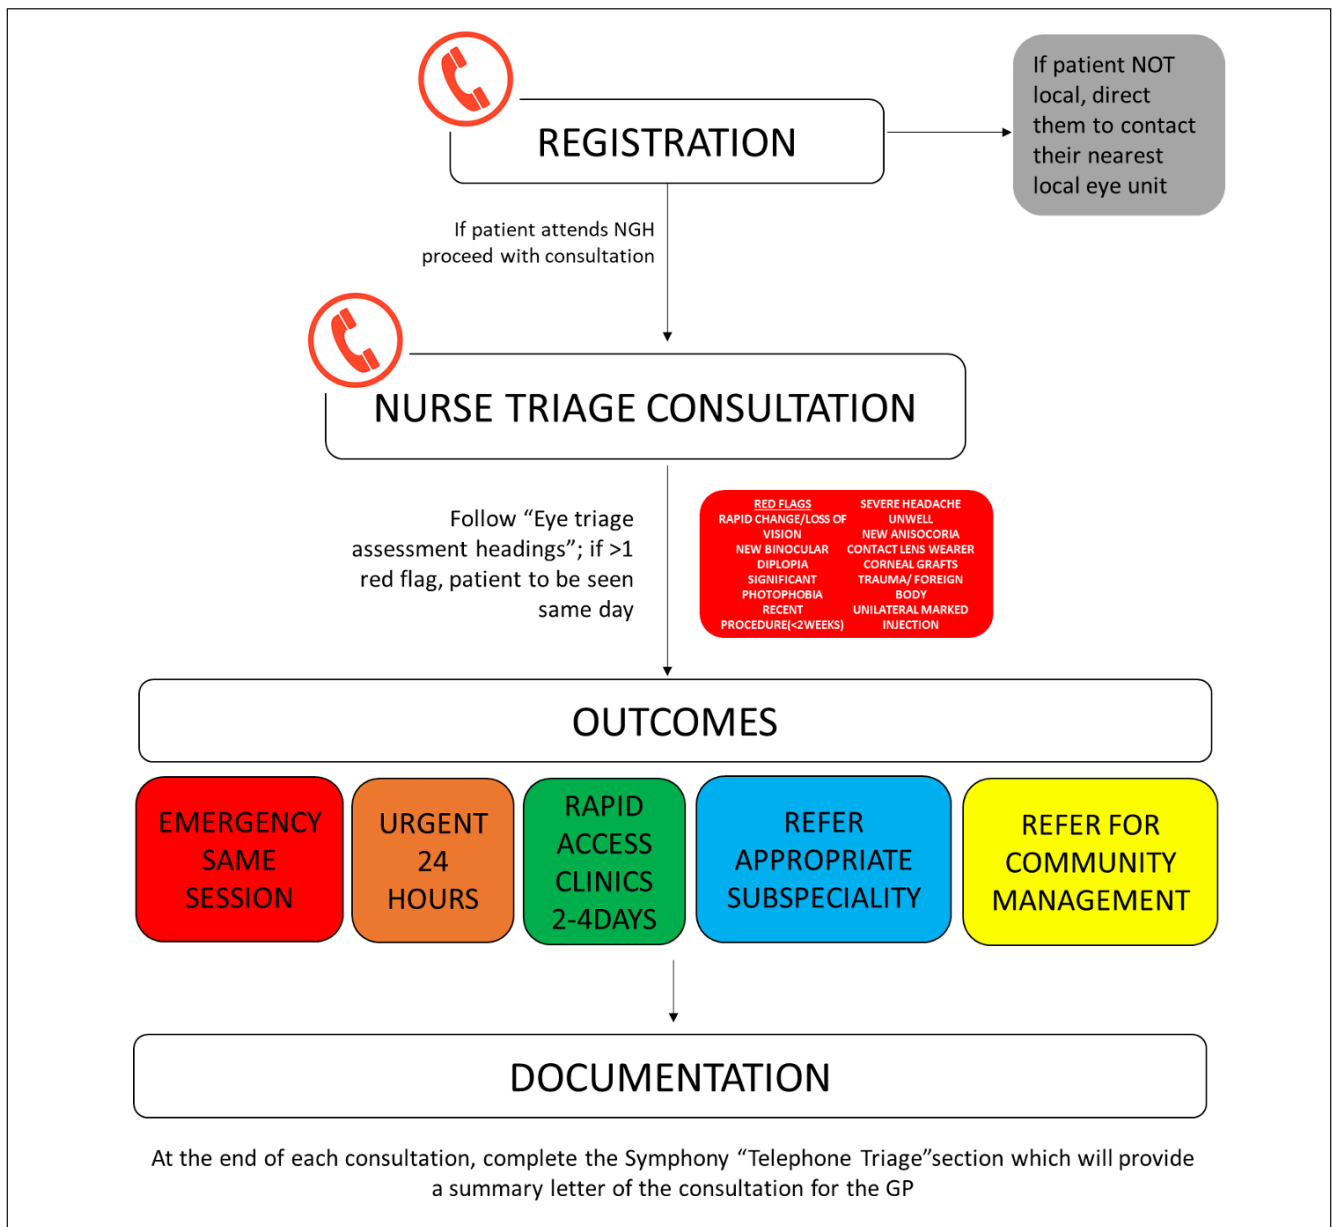 REGISTRATION
If patient NOT
local, direct
them to contact
their nearest
local eye unit
If patient attends NGH
proceed with consultation
NURSE TRIAGE CONSULTATION
Follow “Eye triage
assessment headings”; if >1
red flag, patient to be seen
same day
RED FLAGS
RAPID CHANGE/LOSS OF
VISION
NEW BINOCULAR
DIPLOPIA
SIGNIFICANT
PHOTOPHOBIA
RECENT
PROCEDURE(<2WEEKS)
SEVERE HEADACHE
UNWELL
NEW ANISOCORIA
CONTACT LENS WEARER
CORNEAL GRAFTS
TRAUMA/ FOREIGN
BODY
UNILATERAL MARKED
INJECTION
OUTCOMES
EMERGENCY
SAME
SESSION
URGENT
24
HOURS
RAPID
ACCESS
CLINICS
2-4DAYS
REFER
APPROPRIATE
SUBSPECIALITY
REFER FOR
COMMUNITY
MANAGEMENT
DOCUMENTATION
At the end of each consultation, complete the Symphony “Telephone Triage”section which will provide
a summary letter of the consultation for the GP